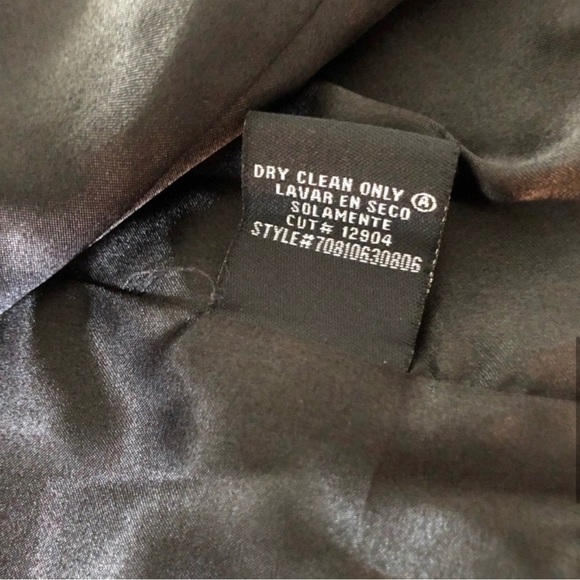 DRY CLEAN ONLY Ⓐ
LAVAR EN SECO
SOLAMENTE
CUT# 12904
STYLE#70810630806